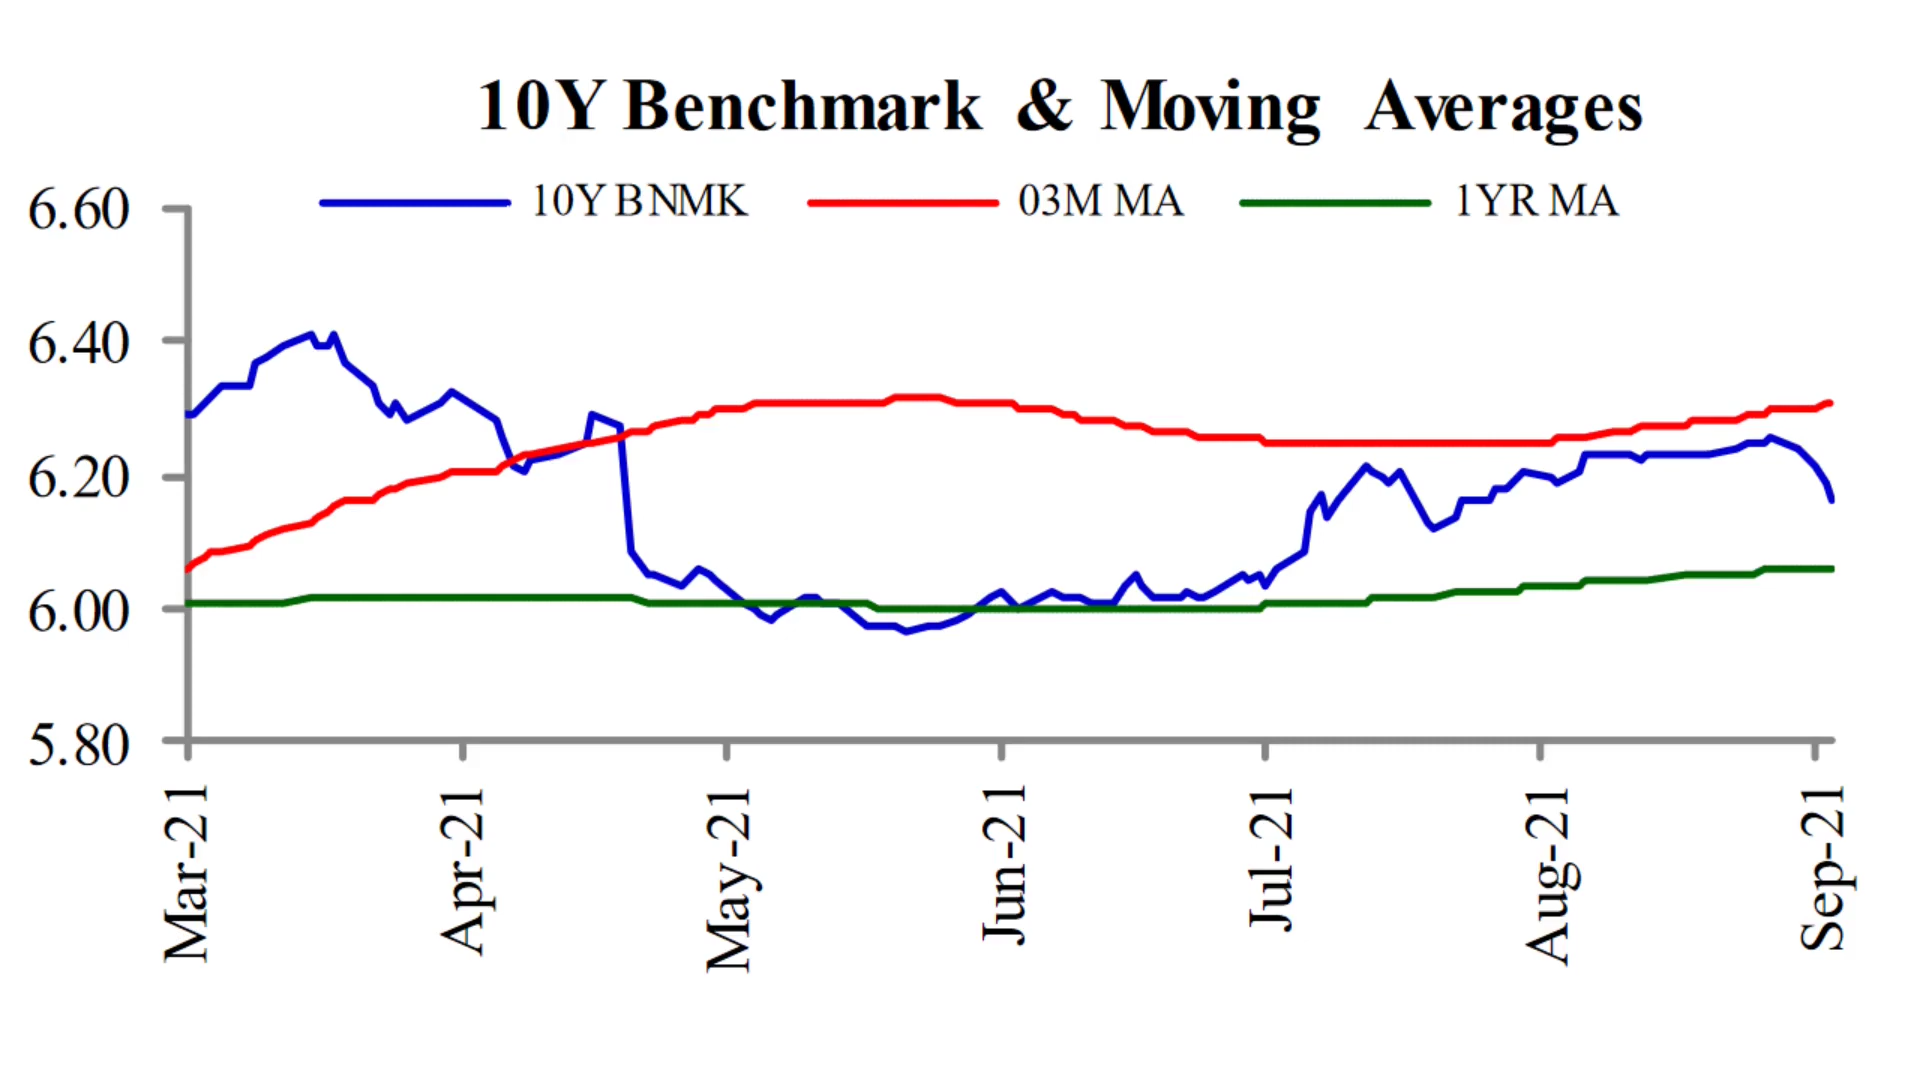 10Y Benchmark & Moving Averages
10Y BNMK 03M MA 1YR MA
6.60
6.40
6.20
6.00
5.80
Mar-21 Apr-21 May-21 Jun-21 Jul-21 Aug-21 Sep-21